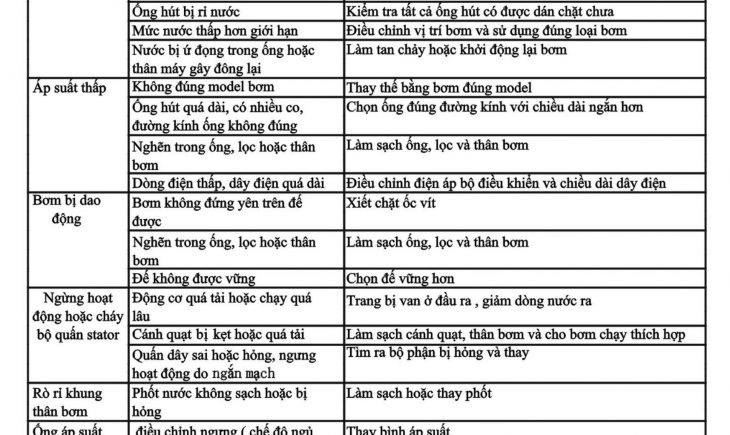 Ống hút bị rỉ nước
Kiểm tra tất cả ống hút có được dán chặt chưa
Mức nước thấp hơn giới hạn
Điều chỉnh vị trí bơm và sử dụng đúng loại bơm
Nước bị ứ đọng trong ống hoặc
thân máy gây đông lại
Làm tan chảy hoặc khởi động lại bơm
Áp suất thấp
Không đúng model bơm
Thay thế bằng bơm đúng model
Ống hút quá dài, có nhiều co,
đường kính ống không đúng
Chọn ống đúng đường kính với chiều dài ngắn hơn
Nghẽn trong ống, lọc hoặc thân
bơm
Làm sạch ống, lọc và thân bơm
Dòng điện thấp, dây điện quá dài
Điều chỉnh điện áp bộ điều khiển và chiều dài dây điện
Bơm bị dao
động
Bơm không đứng yên trên đế
được
Xiết chặt ốc vít
Nghẽn trong ống, lọc hoặc thân
bơm
Làm sạch ống, lọc và thân bơm
Đế không được vững
Chọn đế vững hơn
Ngừng hoạt
động hoặc cháy
bộ quấn stator
Động cơ quá tải hoặc chạy quá
lâu
Trang bị van ở đầu ra , giảm dòng nước ra
Cánh quạt bị kẹt hoặc quá tải
Làm sạch cánh quạt, thân bơm và cho bơm chạy thích hợp
Quấn dây sai hoặc hỏng, ngưng
hoạt động do ngắn mạch
Tìm ra bộ phận bị hỏng và thay
Rò rỉ khung
thân bơm
Phốt nước không sạch hoặc bị
hỏng
Làm sạch hoặc thay phốt
Ống áp suất
điều chỉnh ngưng ( chế độ ngủ
Thay bình áp suất